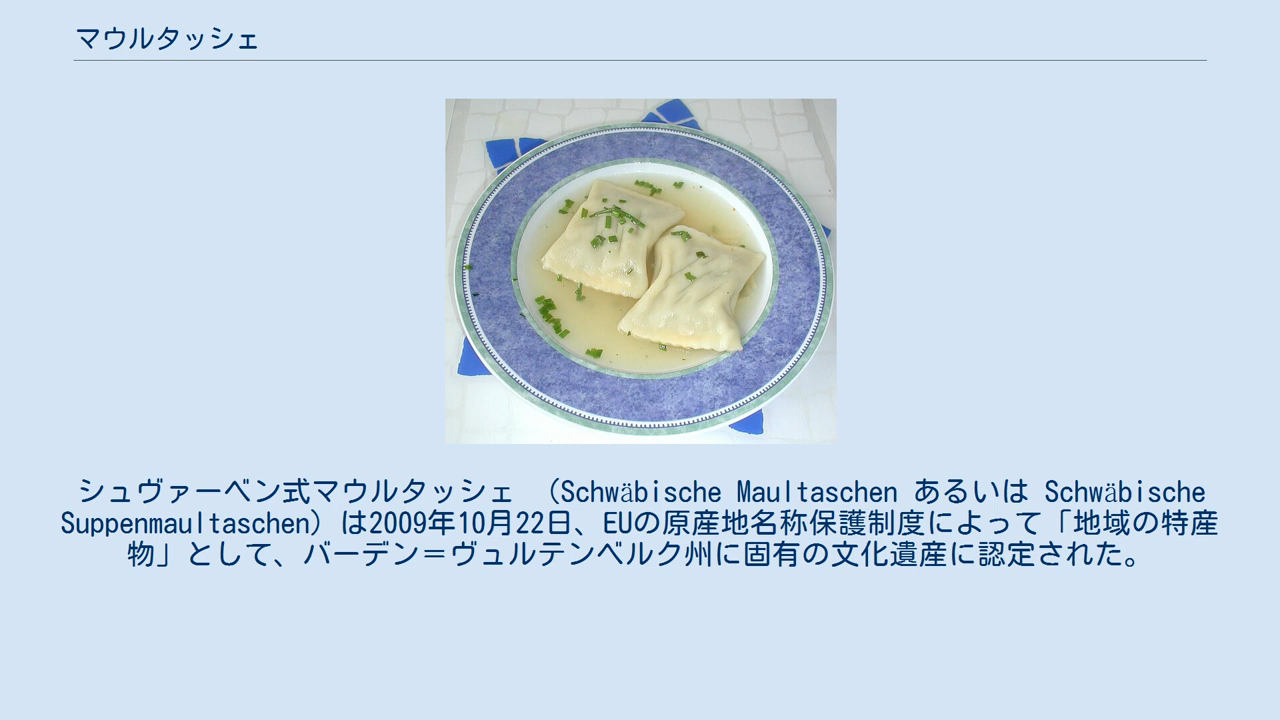 マウルタッシェ
シュヴァーベン式マウルタッシェ （Schwäbische Maultaschen あるいは Schwäbische
Suppenmaultaschen）は2009年10月22日、EUの原産地名称保護制度によって「地域の特産
物」として、バーデン＝ヴュルテンベルク州に固有の文化遺産に認定された。